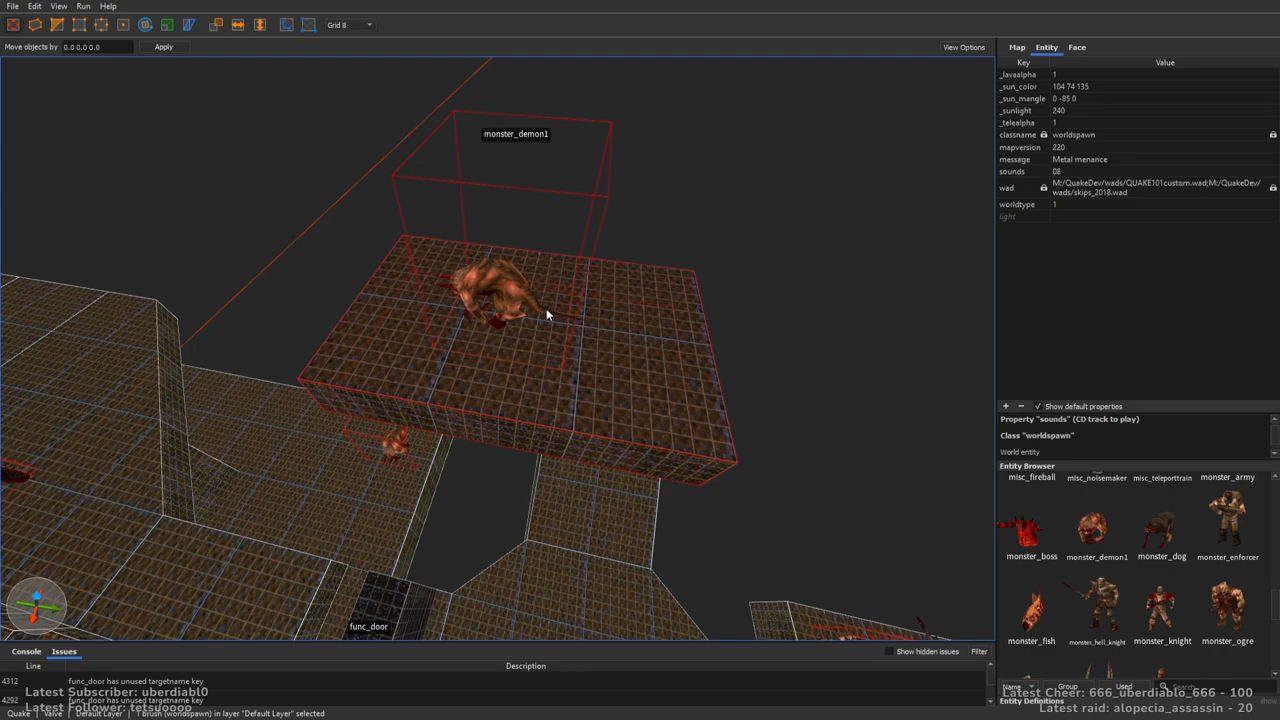 File Edit View Run Help
Grid 8
Move objects by 0.0 0.0 0.0 Apply View Options
Map Entity Face
Key Value
_lavaalpha 1
_sun_color 104 74 135
_sun_mangle 0 -85 0
_sunlight 240
_telealpha 1
classname worldspawn
mapversion 220
message Metal menance
sounds 08
wad M:/QuakeDev/wads/QUAKE101custom.wad;M:/QuakeDev/
wads/skips_2018.wad
worldtype 1
light
monster_demon1
func_door
+ − Show default properties
Property "sounds" (CD track to play)
Class "worldspawn"
World entity
Entity Browser
misc_fireball misc_noisemaker misc_teleporttrain monster_army
monster_boss monster_demon1 monster_dog monster_enforcer
monster_fish monster_hell_knight monster_knight monster_ogre
Name Group Used Search
Entity Definitions show
Console Issues Show hidden issues Filter
Line Description
4312 func_door has unused targetname key
4292 func_door has unused targetname key
Latest Subscriber: uberdiabl0
Latest Follower: tetsuoooo
Latest Cheer: 666_uberdiablo_666 - 100
Latest raid: alopecia_assassin - 20
Quake Valve Default Layer 1 brush (worldspawn) in layer "Default Layer" selected